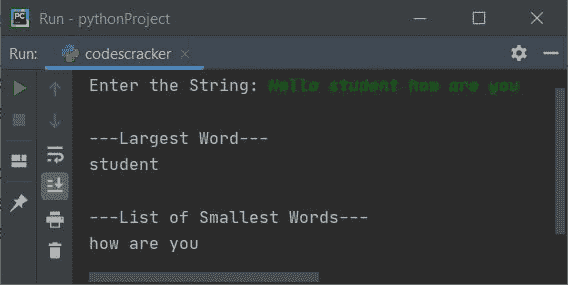 PC
Run - pythonProject
Run:
codescracker
Enter the String: Hello student how are you
---Largest Word---
student
---List of Smallest Words---
how are you